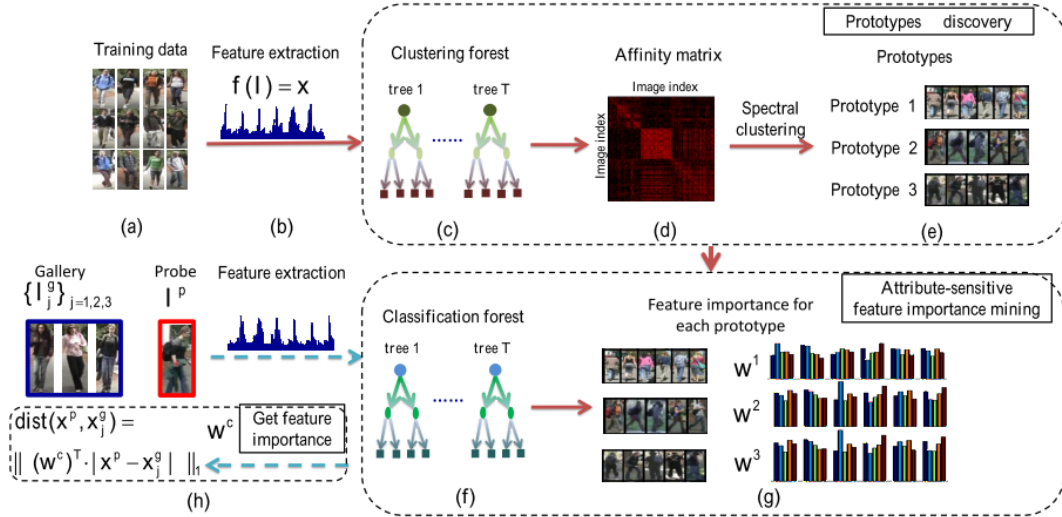 Prototypes discovery
Training data
Feature extraction
f (I) = x
Clustering forest
tree 1
tree T
......
Affinity matrix
Image index
Image index
Spectral
clustering
Prototypes
Prototype 1
Prototype 2
Prototype 3
(a)
(b)
(c)
(d)
(e)
Gallery
{I_j^g}_{j=1,2,3}
Probe
I^p
Feature extraction
Classification forest
tree 1
tree T
......
Feature importance for
each prototype
Attribute-sensitive
feature importance mining
w^1
w^2
w^3
dist(x^p, x_j^g) =
|| (w^c)^T · | x^p − x_j^g | ||_1
w^c
Get feature
importance
(h)
(f)
(g)